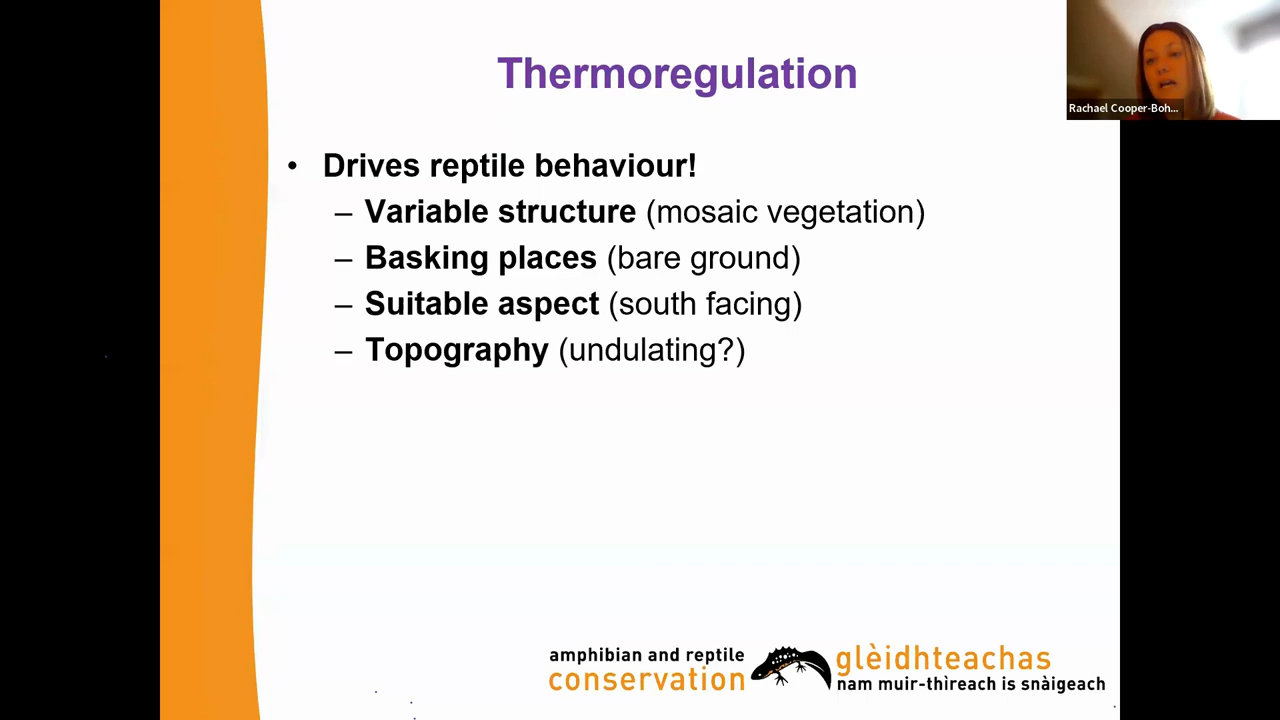 Thermoregulation
Rachael Cooper-Boh...
• Drives reptile behaviour!
– Variable structure (mosaic vegetation)
– Basking places (bare ground)
– Suitable aspect (south facing)
– Topography (undulating?)
amphibian and reptile
conservation
glèidhteachas
nam muir-thìreach is snàigeach